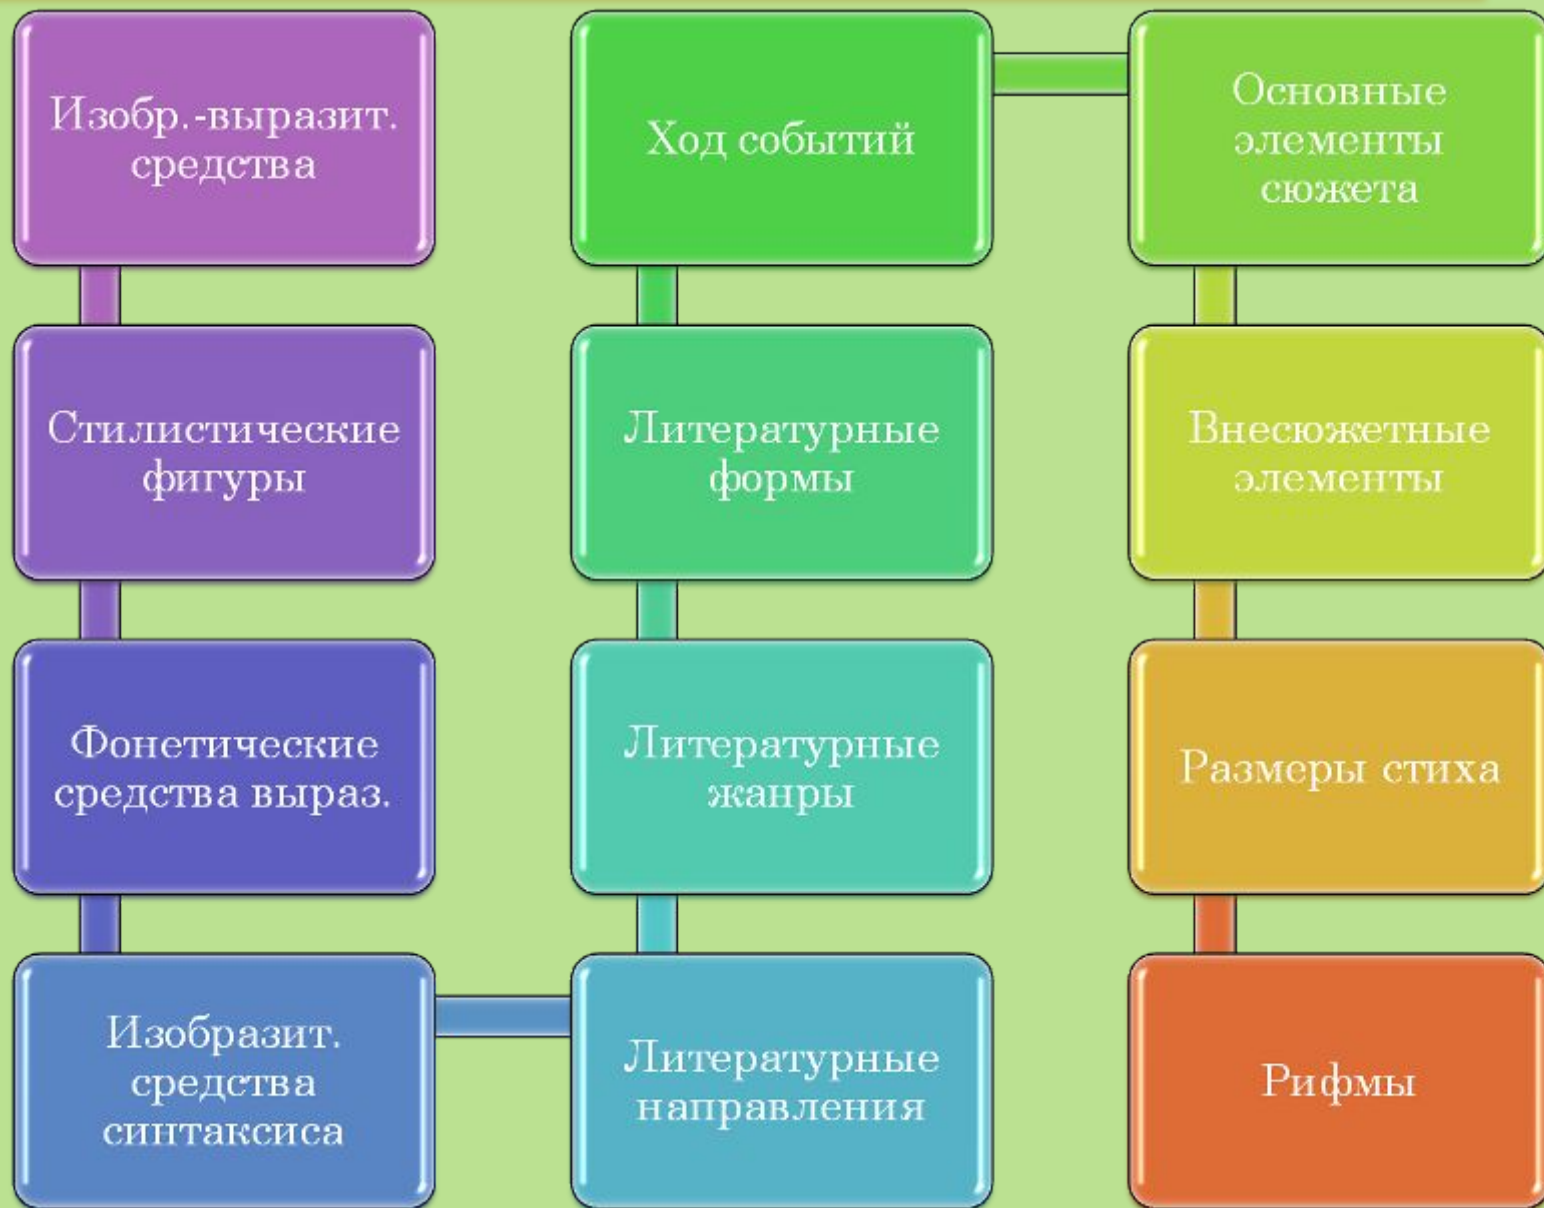 Изобр.-выразит.
средства
Стилистические
фигуры
Фонетические
средства выраз.
Изобразит.
средства
синтаксиса
Литературные
направления
Литературные
жанры
Литературные
формы
Ход событий
Основные
элементы
сюжета
Внесюжетные
элементы
Размеры стиха
Рифмы